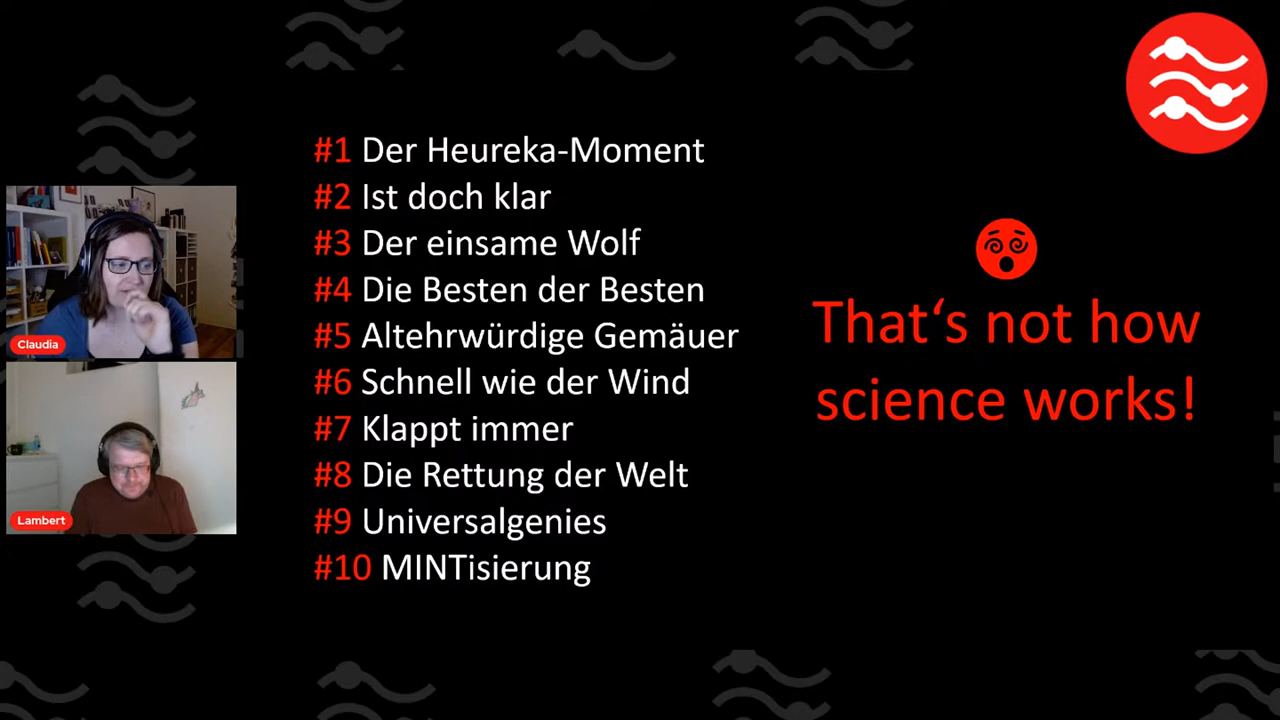 #1 Der Heureka-Moment
#2 Ist doch klar
#3 Der einsame Wolf
#4 Die Besten der Besten
#5 Altehrwürdige Gemäuer
#6 Schnell wie der Wind
#7 Klappt immer
#8 Die Rettung der Welt
#9 Universalgenies
#10 MINTisierung
That‘s not how
science works!
Claudia
Lambert